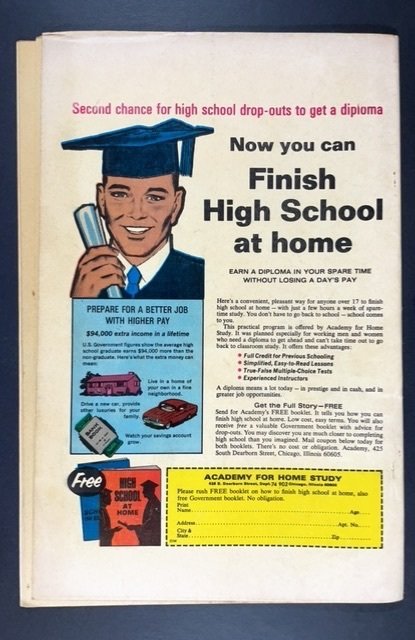 Second chance for high school drop-outs to get a diploma
Now you can
Finish
High School
at home
EARN A DIPLOMA IN YOUR SPARE TIME
WITHOUT LOSING A DAY'S PAY
PREPARE FOR A BETTER JOB
WITH HIGHER PAY
$94,000 extra income in a lifetime
U.S. Government figures show the average high
school graduate earns $94,000 more than the
non-graduate. Here's what the extra money can
mean:
Live in a home of
your own in a fine
neighborhood.
Drive a new car, provide
other luxuries for your
family.
BANK
BOOK
Watch your savings account
grow.
Here's a convenient, pleasant way for anyone over 17 to finish
high school at home — with just a few hours a week of spare-
time study. You don't have to go back to school — school comes
to you.
This practical program is offered by Academy for Home
Study. It was planned especially for working men and women
who need a diploma to get ahead and can't take time out to go
back to classroom study. It offers these advantages:
• Full Credit for Previous Schooling
• Simplified, Easy-to-Read Lessons
• True-False Multiple-Choice Tests
• Experienced Instructors
A diploma means a lot today — in prestige and in cash, and in
greater job opportunities.
Get the Full Story—FREE
Send for Academy's FREE booklet. It tells you how you can
finish high school at home. Low cost, easy terms. You will also
receive free a valuable Government booklet with advice for
drop-outs. You may discover you are much closer to completing
high school than you imagined. Mail coupon below today for
both booklets. There's no cost or obligation. Academy, 425
South Dearborn Street, Chicago, Illinois 60605.
Free
HIGH
SCHOOL
AT
HOME
ACADEMY FOR HOME STUDY
Chicago, Illinois 60605
Please rush FREE booklet on how to finish high school at home, also
free Government booklet. No obligation.
Print
Name Age
Address Apt. No.
City &
State Zip